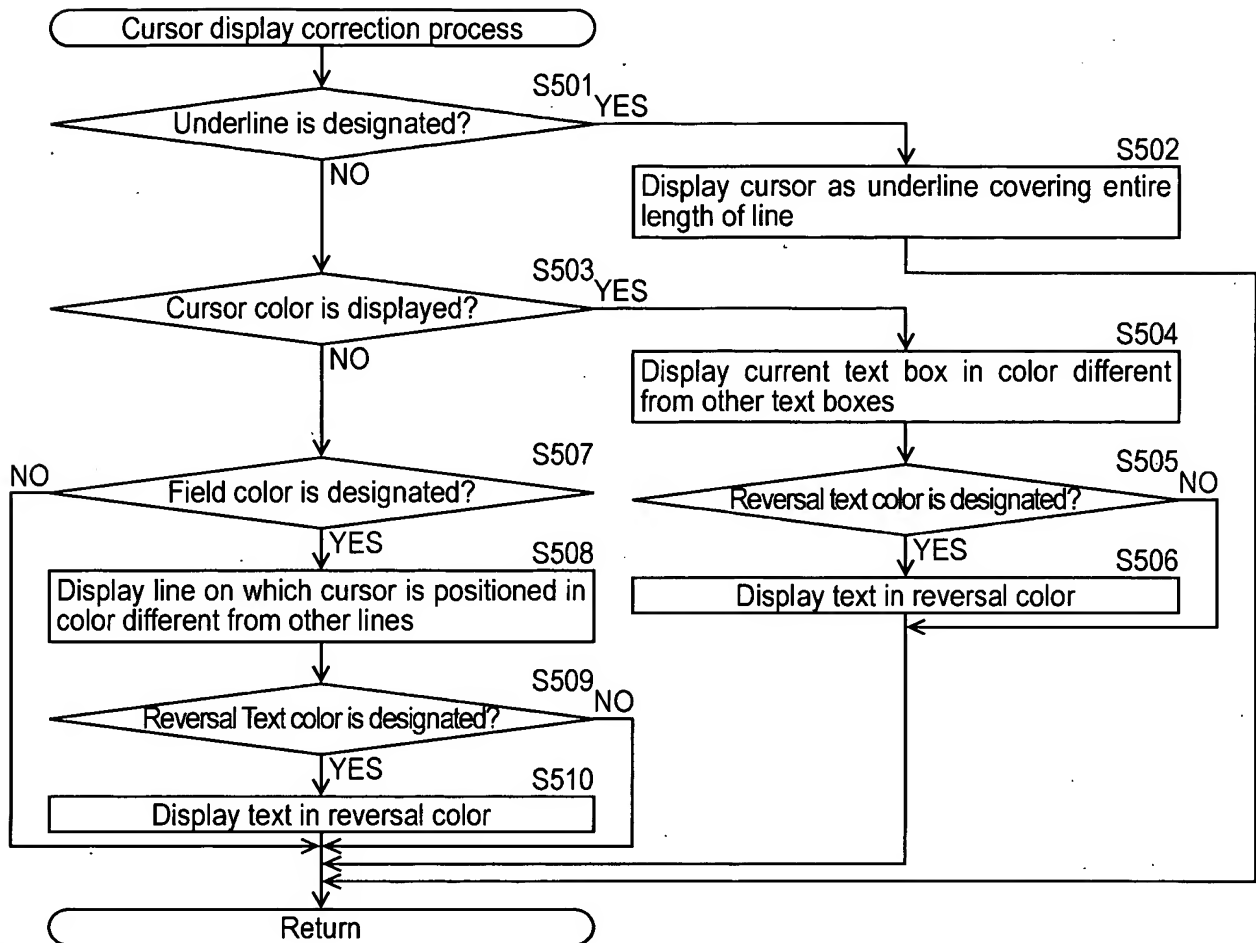 Cursor display correction process
S501
Underline is designated?
YES
NO
S502
Display cursor as underline covering entire
length of line
S503
Cursor color is displayed?
YES
NO
S504
Display current text box in color different
from other text boxes
S507
NO
Field color is designated?
YES
S505
Reversal text color is designated?
NO
YES
S508
Display line on which cursor is positioned in
color different from other lines
S506
Display text in reversal color
S509
Reversal Text color is designated?
NO
YES
S510
Display text in reversal color
Return